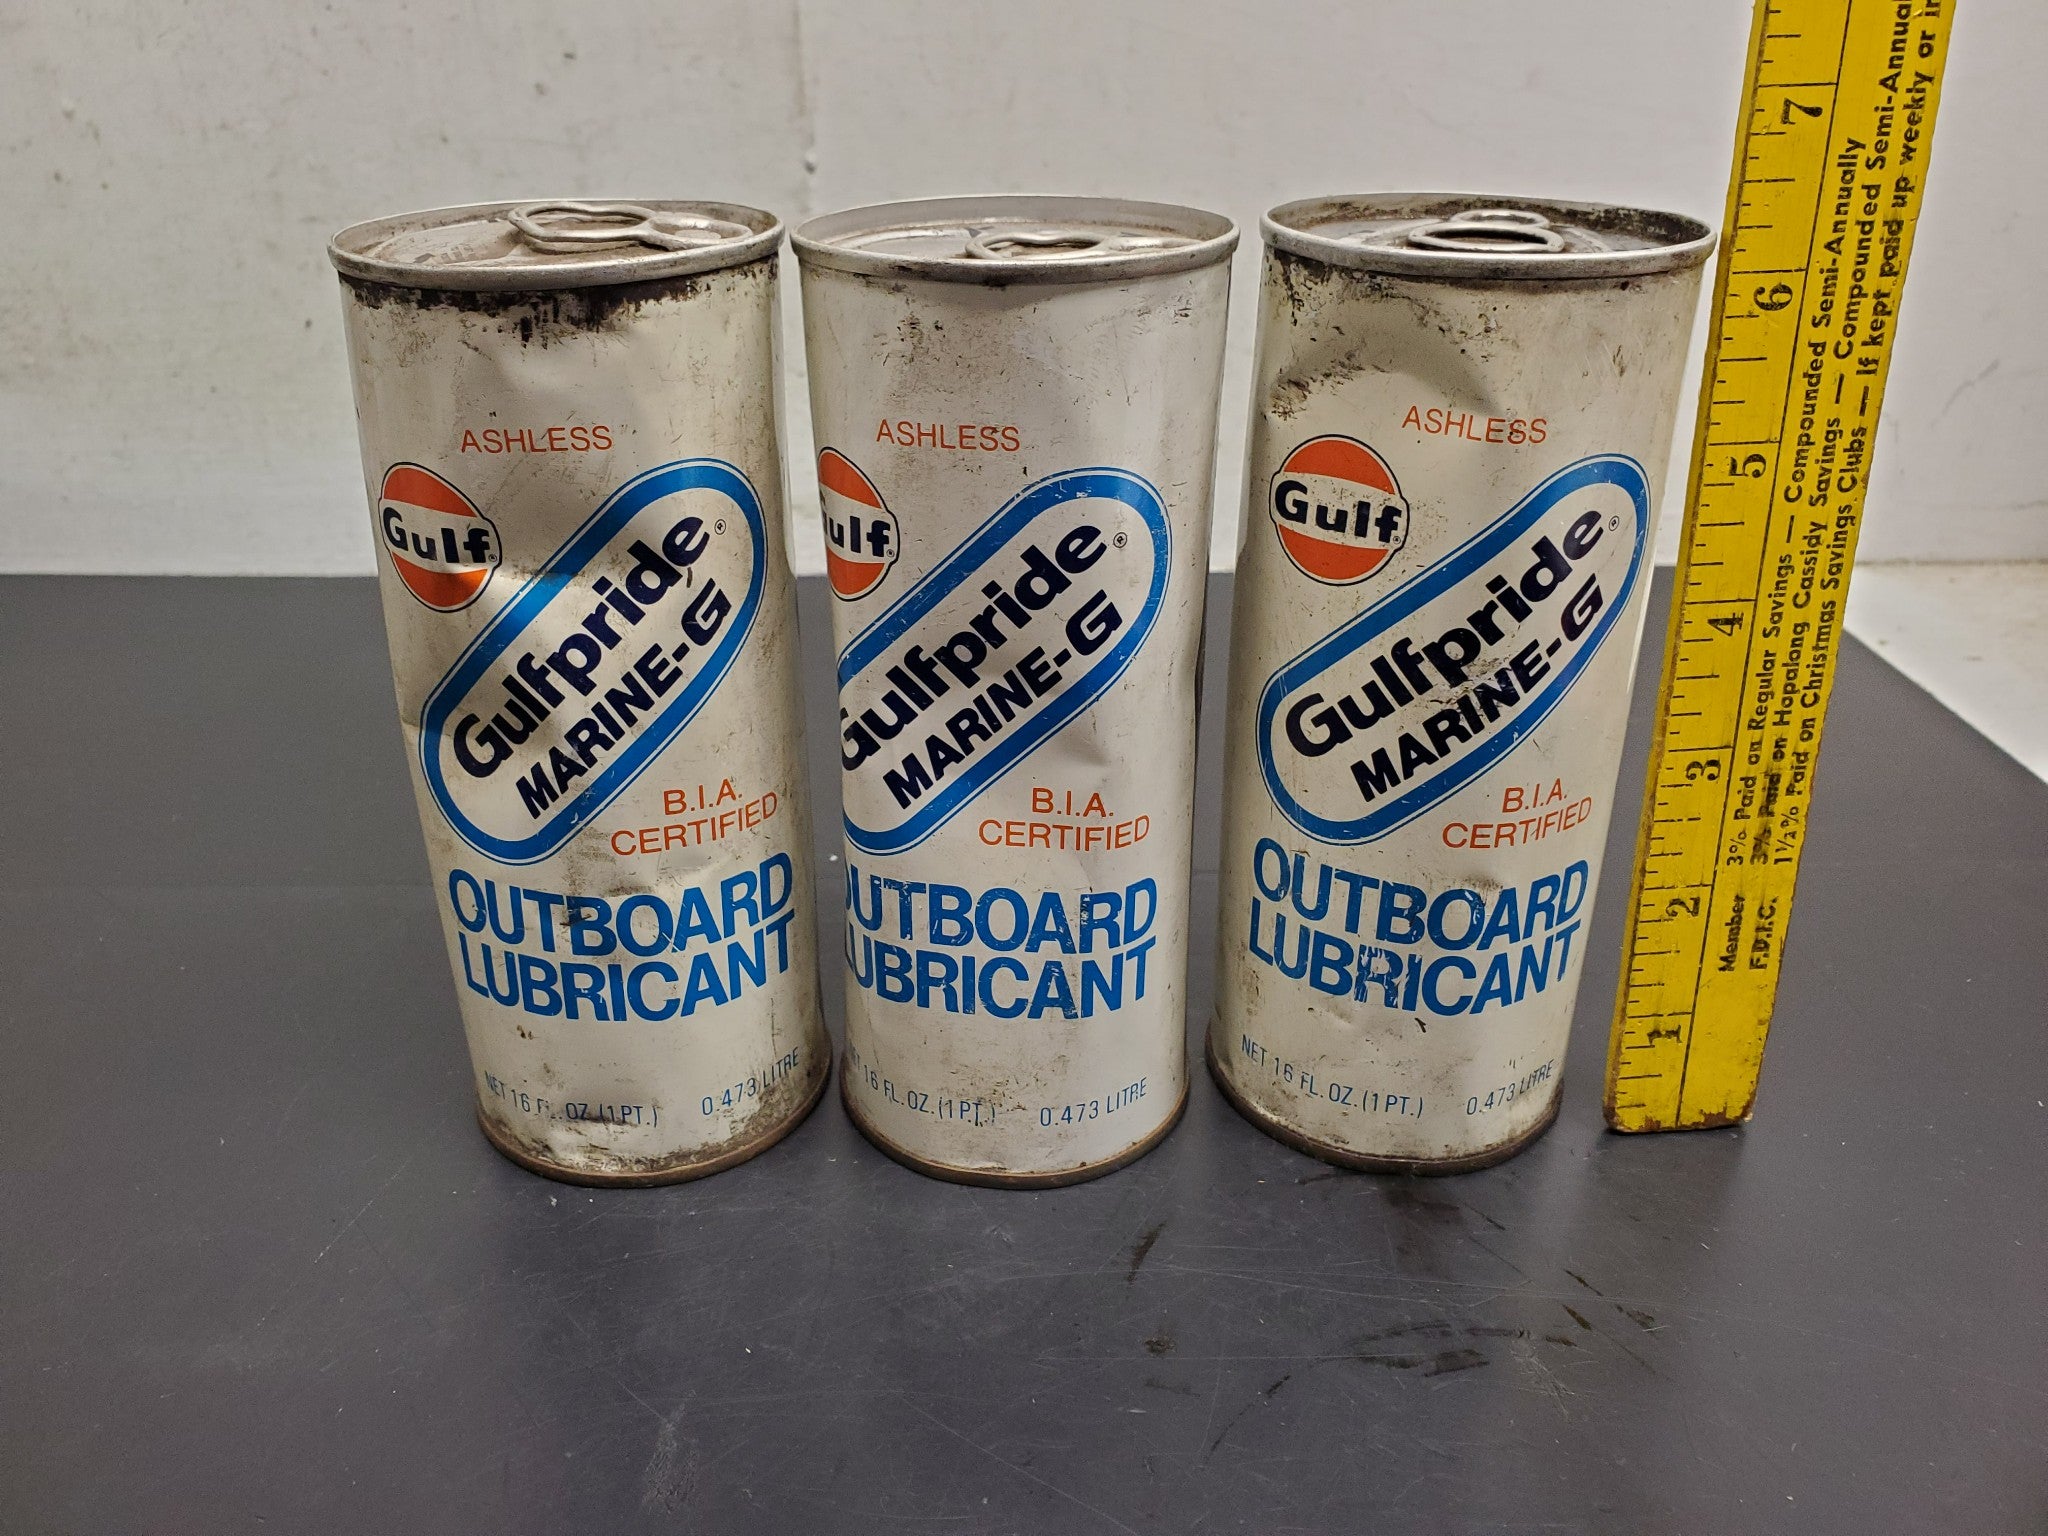 ASHLESS
Gulf®
Gulfpride®
MARINE-G
B.I.A.
CERTIFIED
OUTBOARD
LUBRICANT
NET 16 FL. OZ. (1 PT.) 0.473 LITRE
ASHLESS
ulf®
Gulfpride®
MARINE-G
B.I.A.
CERTIFIED
OUTBOARD
LUBRICANT
16 FL. OZ. (1 PT.) 0.473 LITRE
ASHLESS
Gulf®
Gulfpride®
MARINE-G
B.I.A.
CERTIFIED
OUTBOARD
LUBRICANT
NET 16 FL. OZ. (1 PT.) 0.473 LITRE
1 2 3 4 5 6 7
Member 3% Paid on Regular Savings — Compounded Semi-Annually
F.D.I.C. 3% Paid on Hapalong Cassidy Savings — Compounded Semi-Annual
1½% Paid on Christmas Savings Clubs — If kept paid up weekly or in